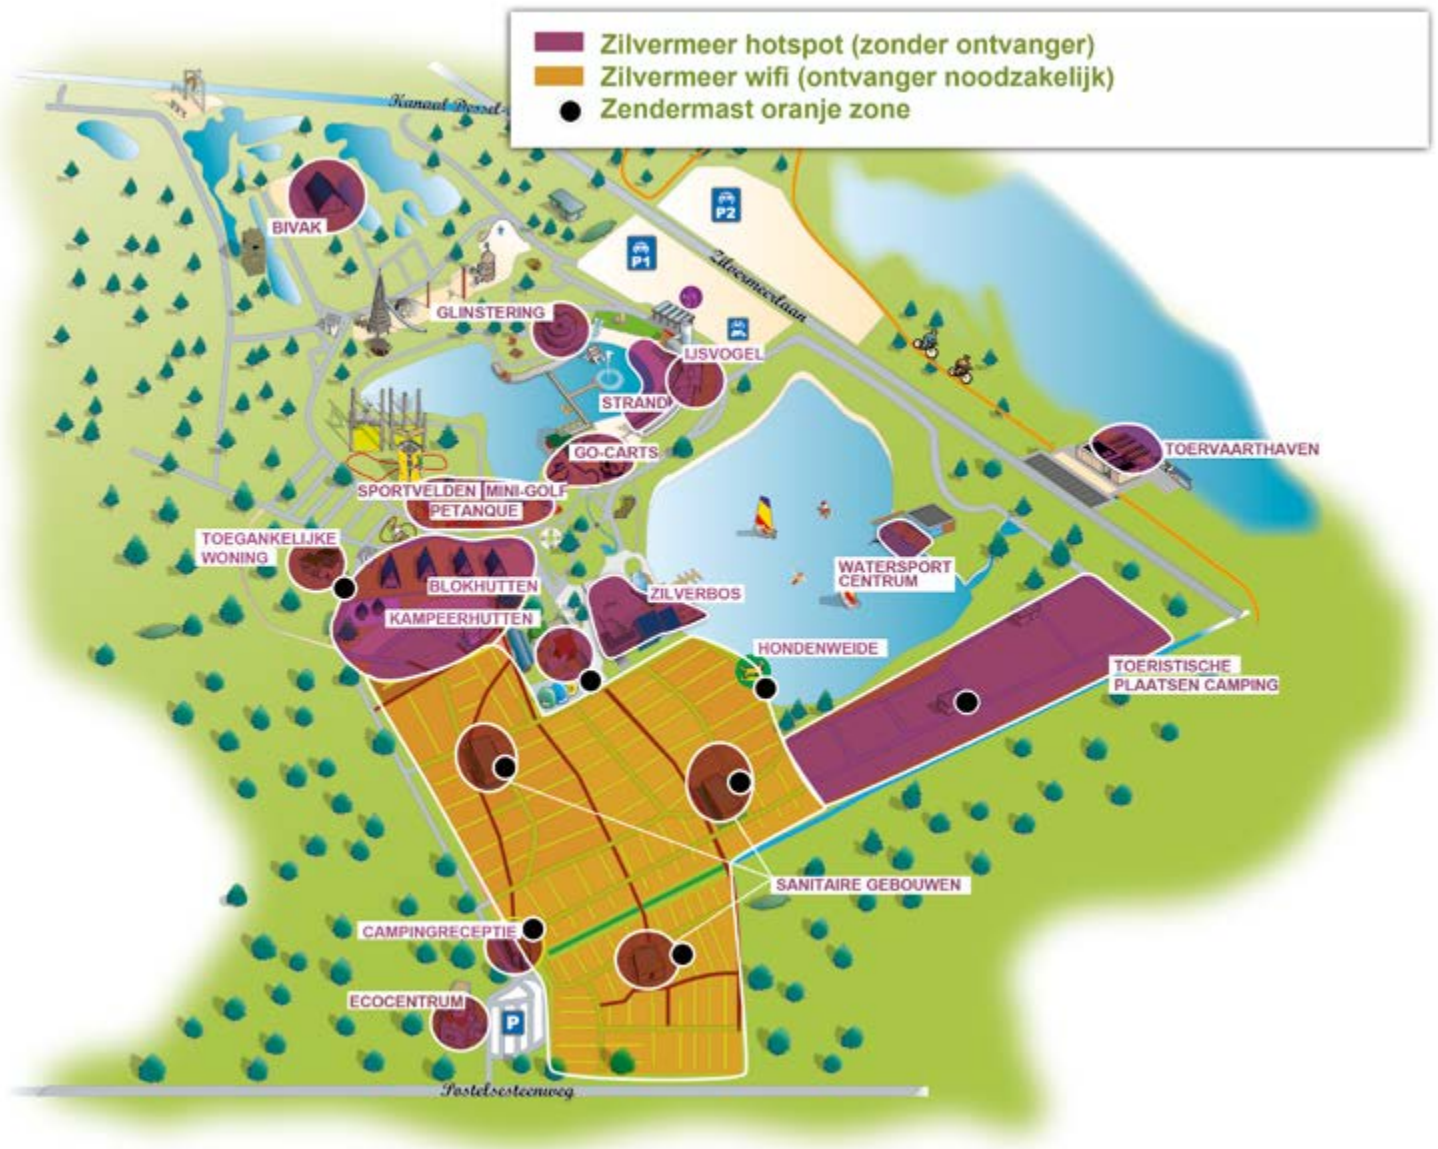 Zilvermeer hotspot (zonder ontvanger)
Zilvermeer wifi (ontvanger noodzakelijk)
Zendermast oranje zone
Kanaal Dessel-
P2
BIVAK
P1
Zilvermeerlaan
GLINSTERING
IJSVOGEL
STRAND
GO-CARTS
TOERVAARTHAVEN
SPORTVELDEN MINI-GOLF
PETANQUE
TOEGANKELIJKE
WONING
BLOKHUTTEN
WATERSPORT
CENTRUM
ZILVERBOS
KAMPEERHUTTEN
HONDENWEIDE
TOERISTISCHE
PLAATSEN CAMPING
SANITAIRE GEBOUWEN
CAMPINGRECEPTIE
ECOCENTRUM
P
Postelsesteenweg